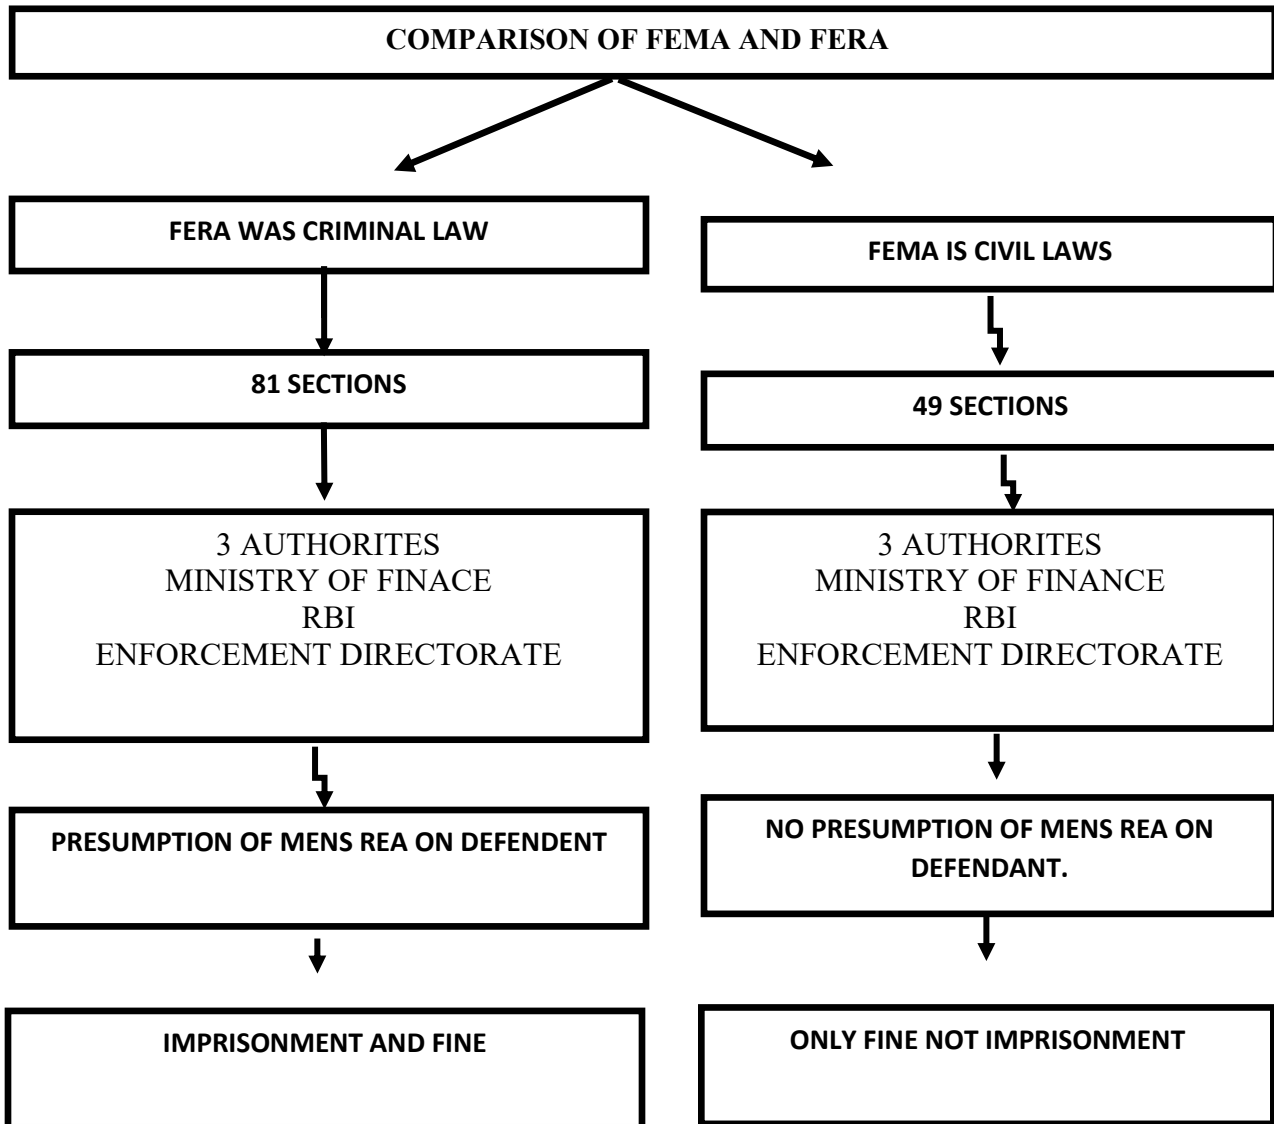 COMPARISON OF FEMA AND FERA
FERA WAS CRIMINAL LAW
81 SECTIONS
3 AUTHORITES
MINISTRY OF FINACE
RBI
ENFORCEMENT DIRECTORATE
PRESUMPTION OF MENS REA ON DEFENDENT
IMPRISONMENT AND FINE
FEMA IS CIVIL LAWS
49 SECTIONS
3 AUTHORITES
MINISTRY OF FINANCE
RBI
ENFORCEMENT DIRECTORATE
NO PRESUMPTION OF MENS REA ON
DEFENDANT.
ONLY FINE NOT IMPRISONMENT